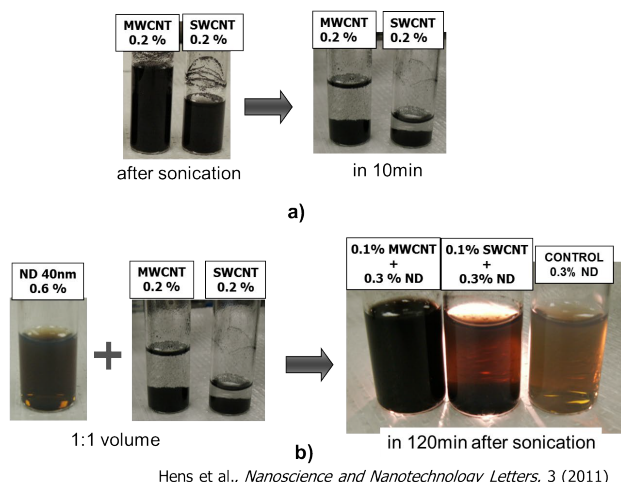 MWCNT
0.2 %
SWCNT
0.2 %
MWCNT
0.2 %
SWCNT
0.2 %
after sonication
in 10min
a)
ND 40nm
0.6 %
MWCNT
0.2 %
SWCNT
0.2 %
0.1% MWCNT
+
0.3 % ND
0.1% SWCNT
+
0.3% ND
CONTROL
0.3% ND
+
1:1 volume
in 120min after sonication
b)
Hens et al., Nanoscience and Nanotechnology Letters. 3 (2011)